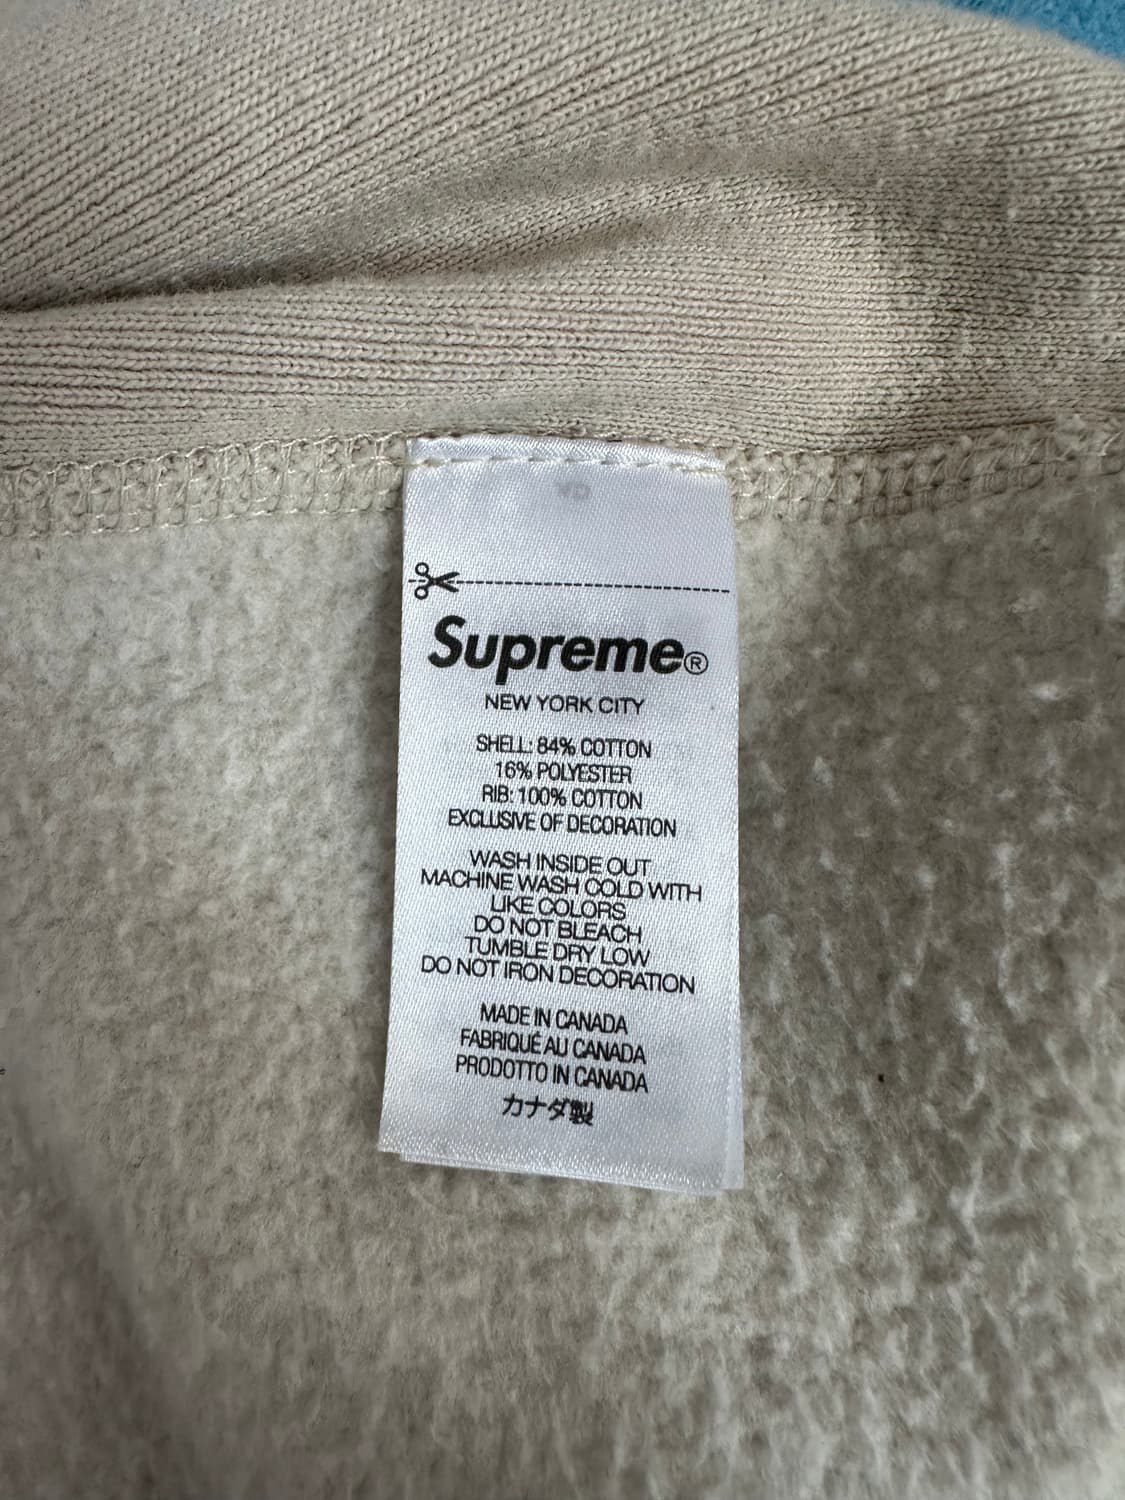 Supreme®
NEW YORK CITY
SHELL: 84% COTTON
16% POLYESTER
RIB: 100% COTTON
EXCLUSIVE OF DECORATION
WASH INSIDE OUT
MACHINE WASH COLD WITH
LIKE COLORS
DO NOT BLEACH
TUMBLE DRY LOW
DO NOT IRON DECORATION
MADE IN CANADA
FABRIQUÉ AU CANADA
PRODOTTO IN CANADA
カナダ製